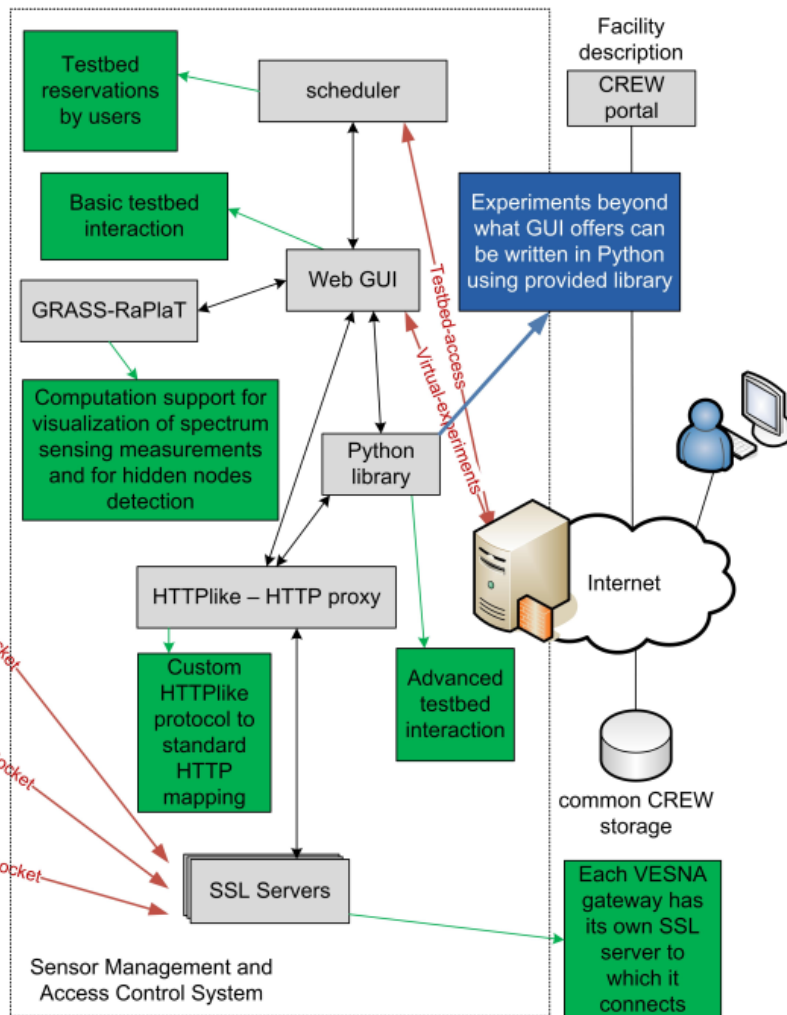 Facility
description
CREW
portal
Testbed
reservations
by users
scheduler
Basic testbed
interaction
Experiments beyond
what GUI offers can
be written in Python
using provided library
Web GUI
GRASS-RaPlaT
Testbed-access
Virtual-experiments
Computation support for
visualization of spectrum
sensing measurements
and for hidden nodes
detection
Python
library
Internet
HTTPlike – HTTP proxy
Custom
HTTPlike
protocol to
standard
HTTP
mapping
Advanced
testbed
interaction
common CREW
storage
cket
ocket
ocket
SSL Servers
Each VESNA
gateway has
its own SSL
server to
which it
connects
Sensor Management and
Access Control System